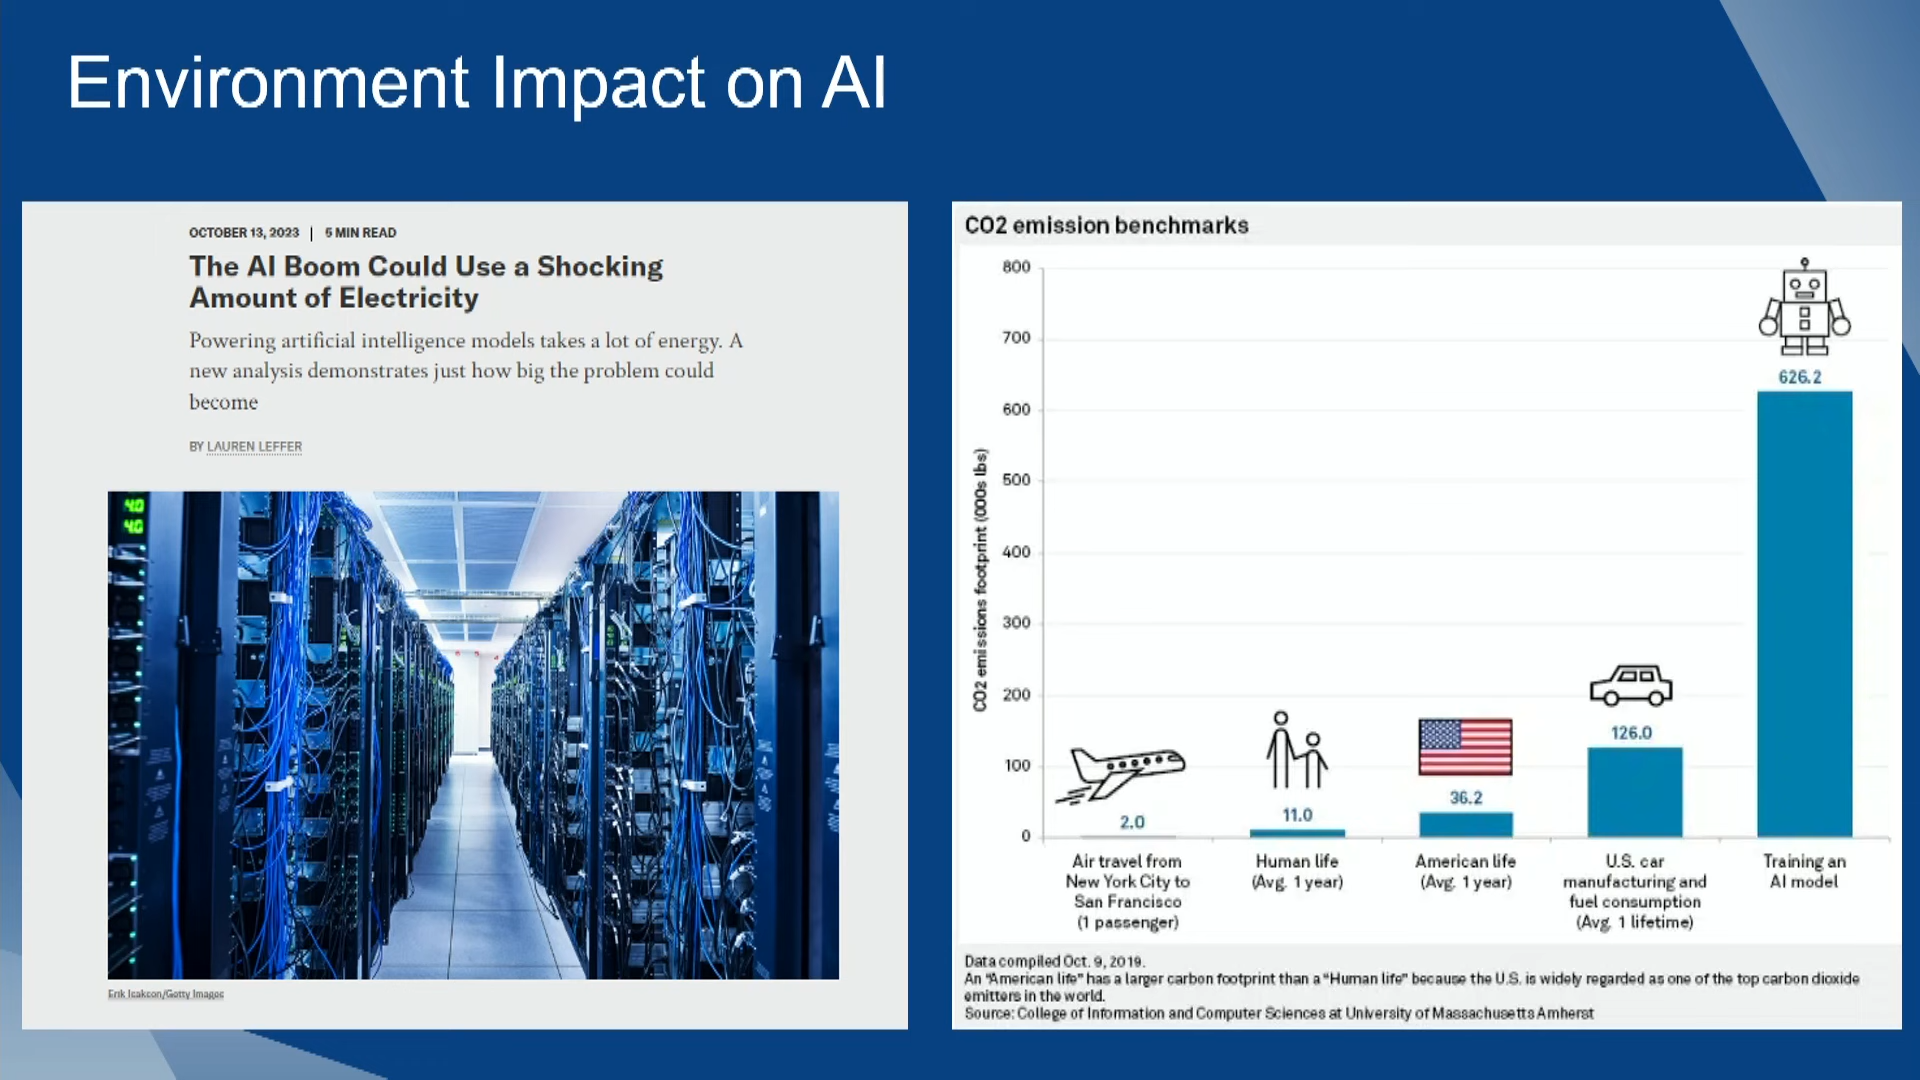 Environment Impact on AI
OCTOBER 13, 2023 | 5 MIN READ
The AI Boom Could Use a Shocking
Amount of Electricity
Powering artificial intelligence models takes a lot of energy. A
new analysis demonstrates just how big the problem could
become
BY LAUREN LEFFER
4.0
4.0
Erik Isakson/Getty Images
CO2 emission benchmarks
CO2 emissions footprint (000s lbs)
800
700
600
500
400
300
200
100
0
2.0
11.0
36.2
126.0
626.2
Air travel from
New York City to
San Francisco
(1 passenger)
Human life
(Avg. 1 year)
American life
(Avg. 1 year)
U.S. car
manufacturing and
fuel consumption
(Avg. 1 lifetime)
Training an
AI model
Data compiled Oct. 9, 2019.
An "American life" has a larger carbon footprint than a "Human life" because the U.S. is widely regarded as one of the top carbon dioxide
emitters in the world.
Source: College of Information and Computer Sciences at University of Massachusetts Amherst